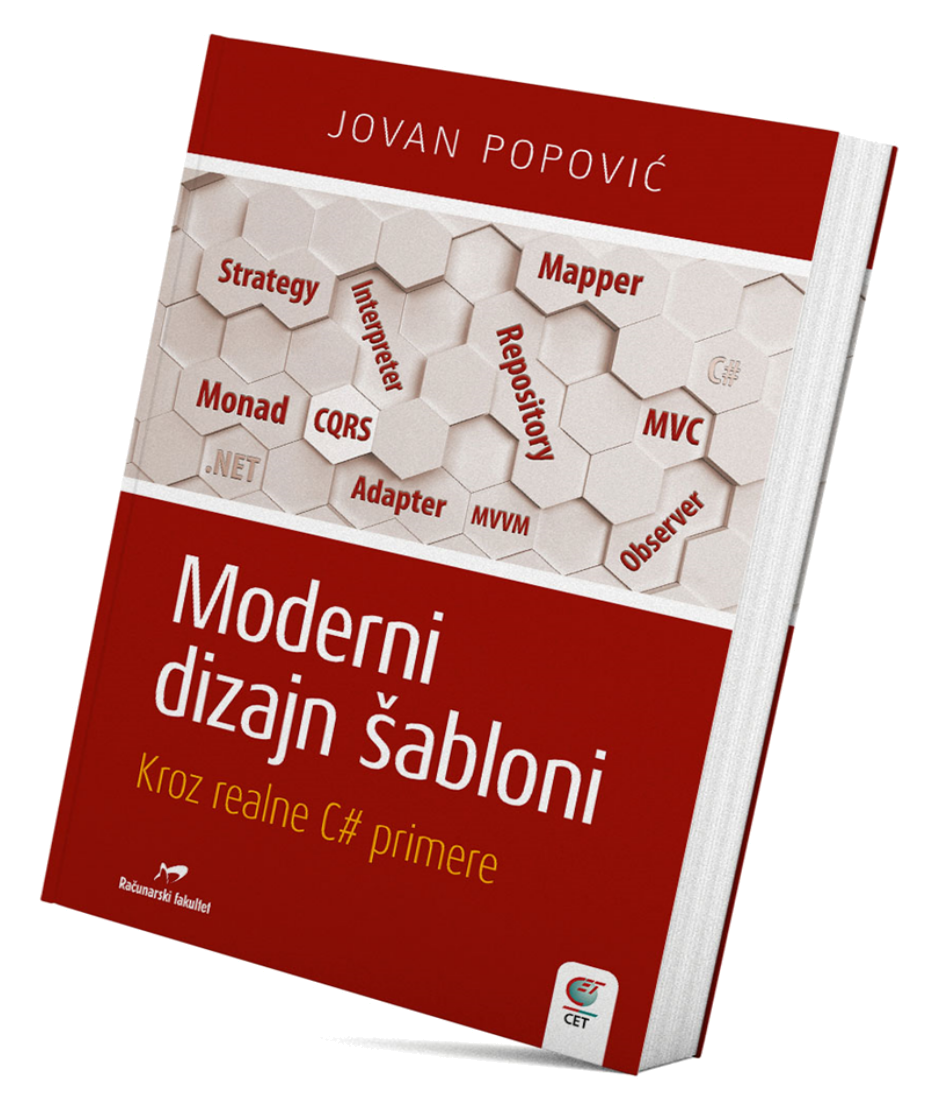 JOVAN POPOVIĆ
Mapper
Strategy
Interpreter
Repository
C#
Monad
CQRS
MVC
.NET
Adapter
MVVM
Observer
Moderni
dizajn šabloni
Kroz realne C# primere
Računarski fakultet
CET
CET